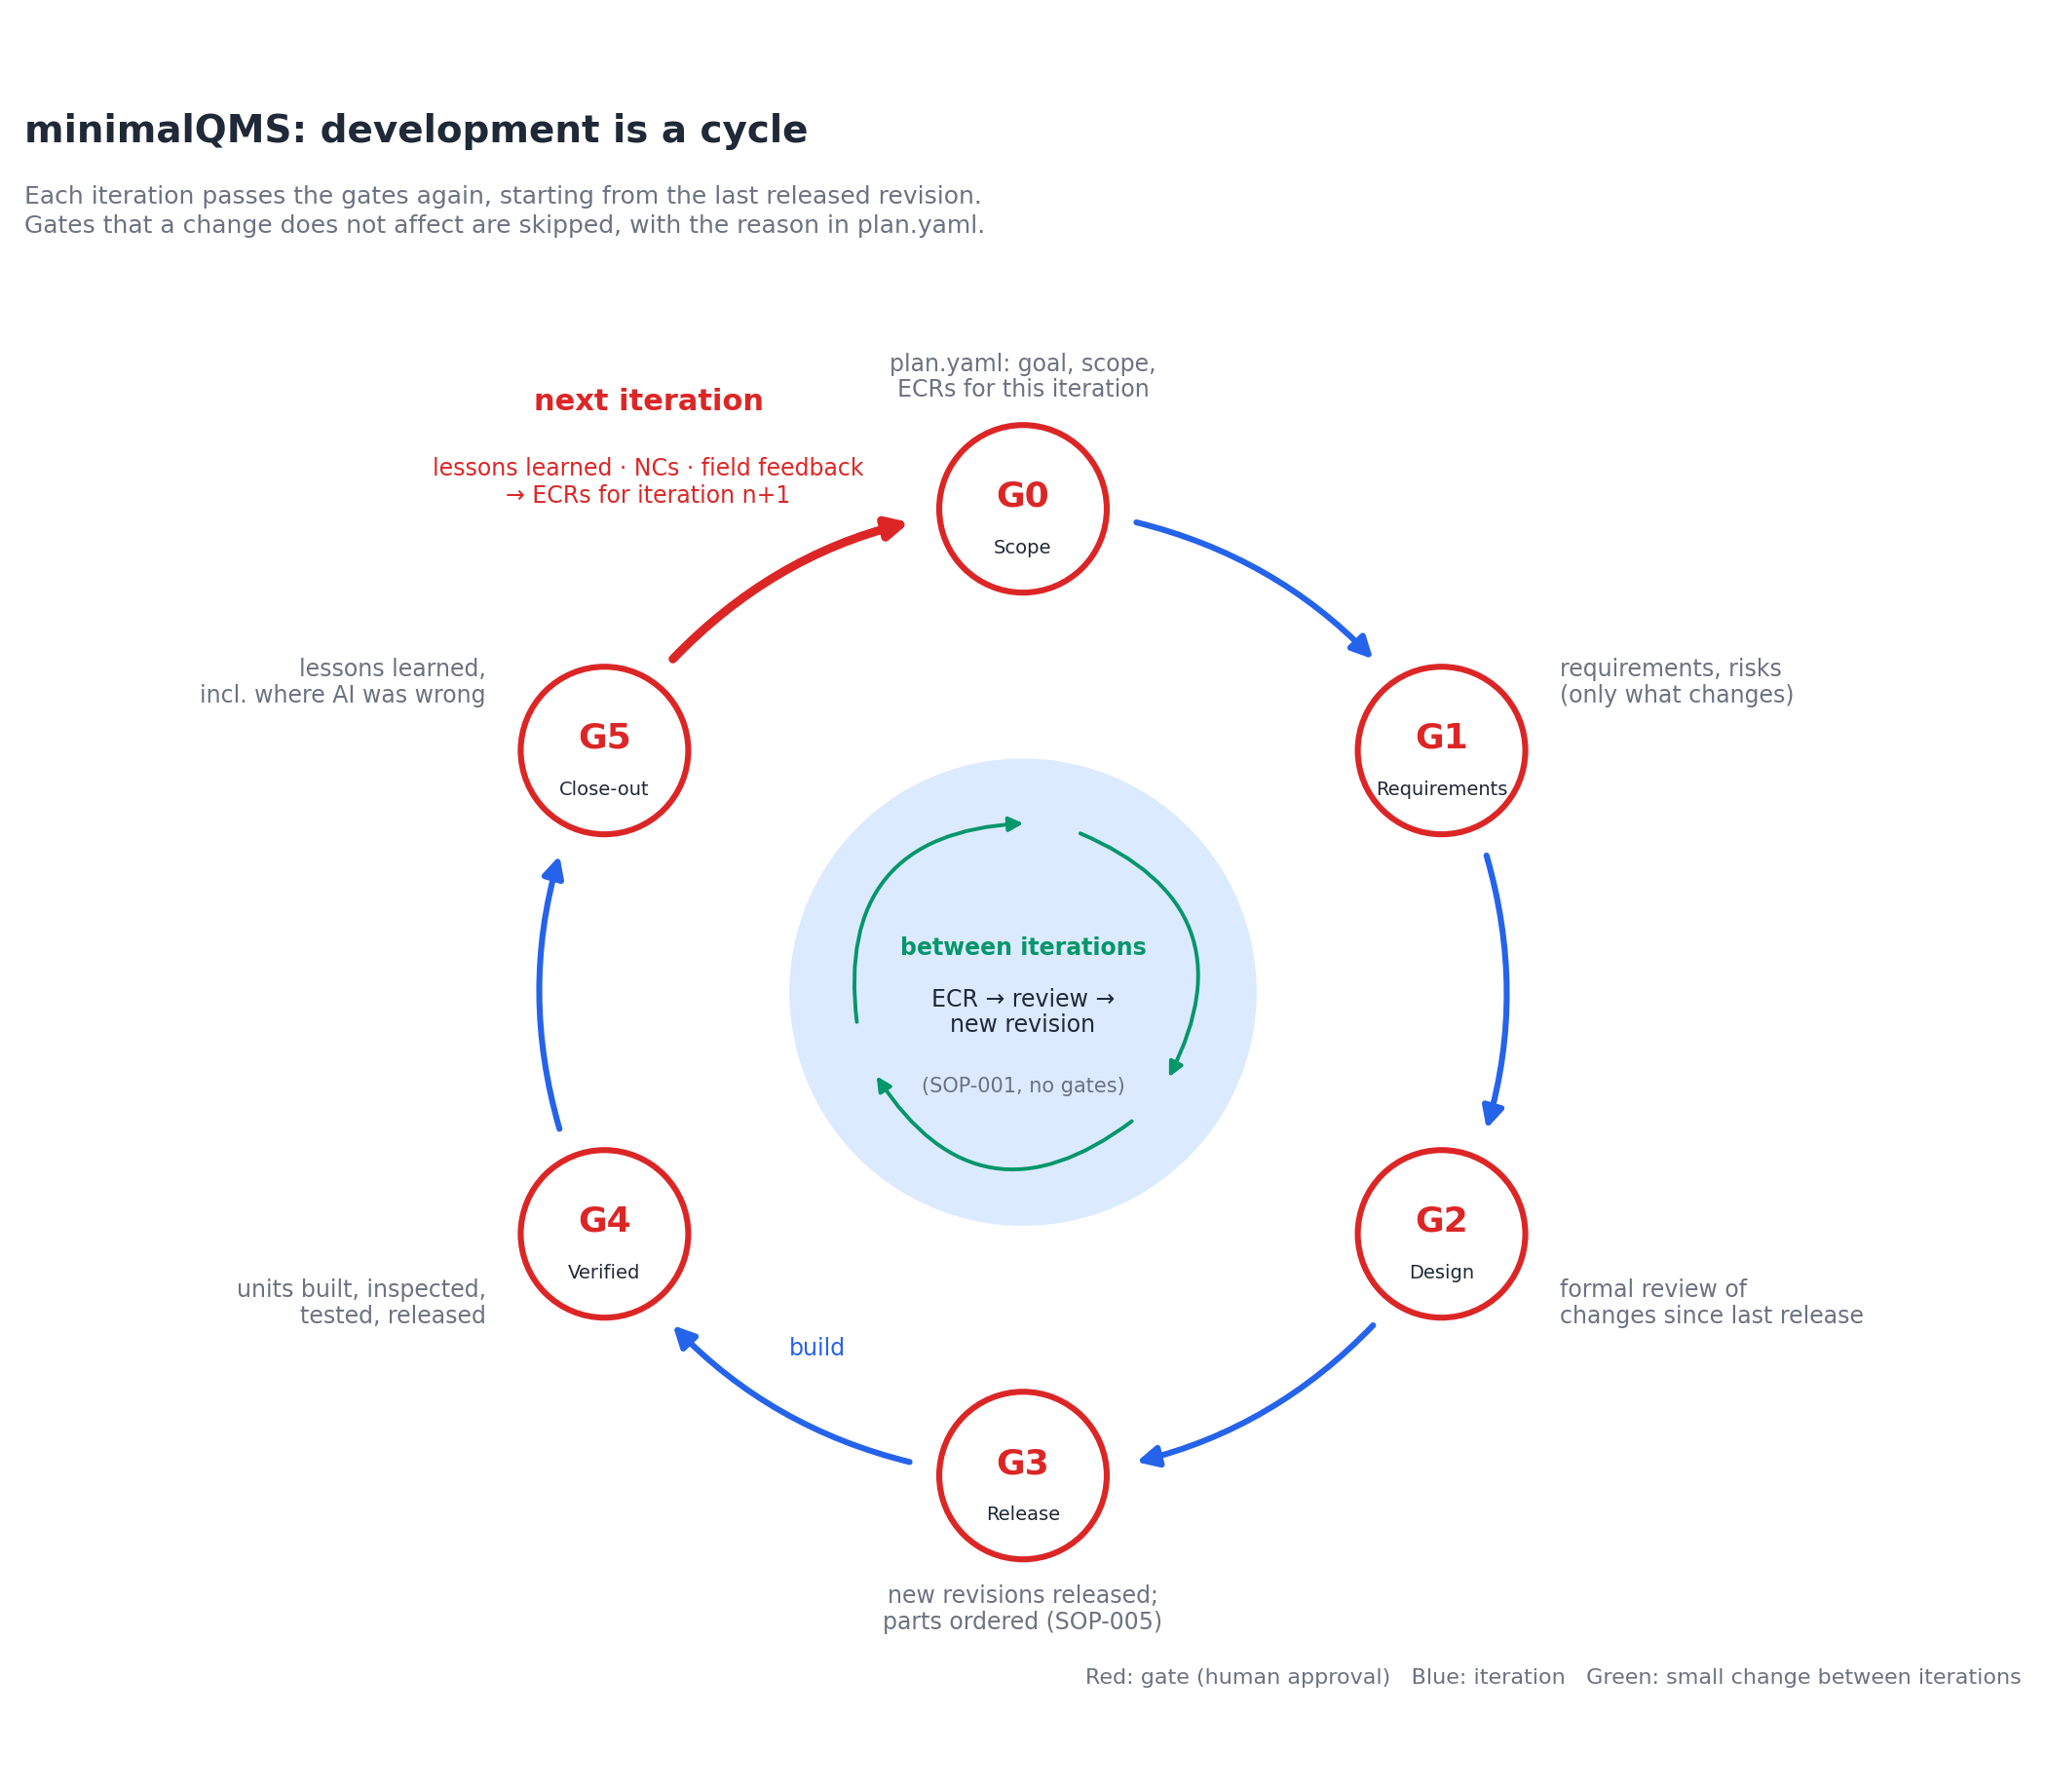 minimalQMS: development is a cycle
Each iteration passes the gates again, starting from the last released revision.
Gates that a change does not affect are skipped, with the reason in plan.yaml.
plan.yaml: goal, scope,
ECRs for this iteration
next iteration
lessons learned · NCs · field feedback
→ ECRs for iteration n+1
G0
Scope
lessons learned,
incl. where AI was wrong
requirements, risks
(only what changes)
G5
Close-out
G1
Requirements
between iterations
ECR → review →
new revision
(SOP-001, no gates)
G4
Verified
G2
Design
units built, inspected,
tested, released
formal review of
changes since last release
build
G3
Release
new revisions released;
parts ordered (SOP-005)
Red: gate (human approval) Blue: iteration Green: small change between iterations